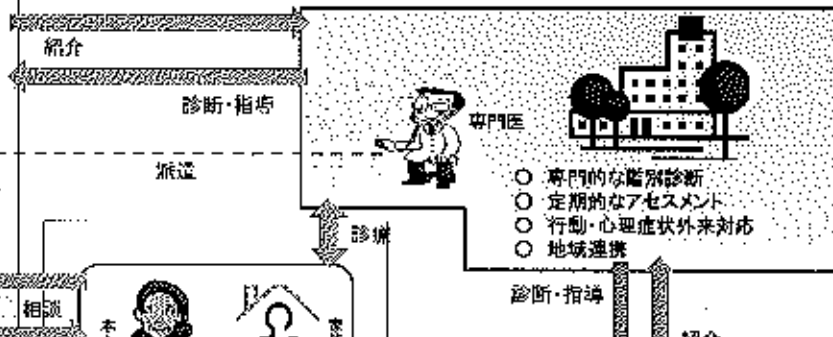 紹介
診断・指導
専門医
派遣
○ 専門的な鑑別診断
○ 定期的なアセスメント
○ 行動・心理症状外来対応
○ 地域連携
診療
診断・指導
相談
紹介